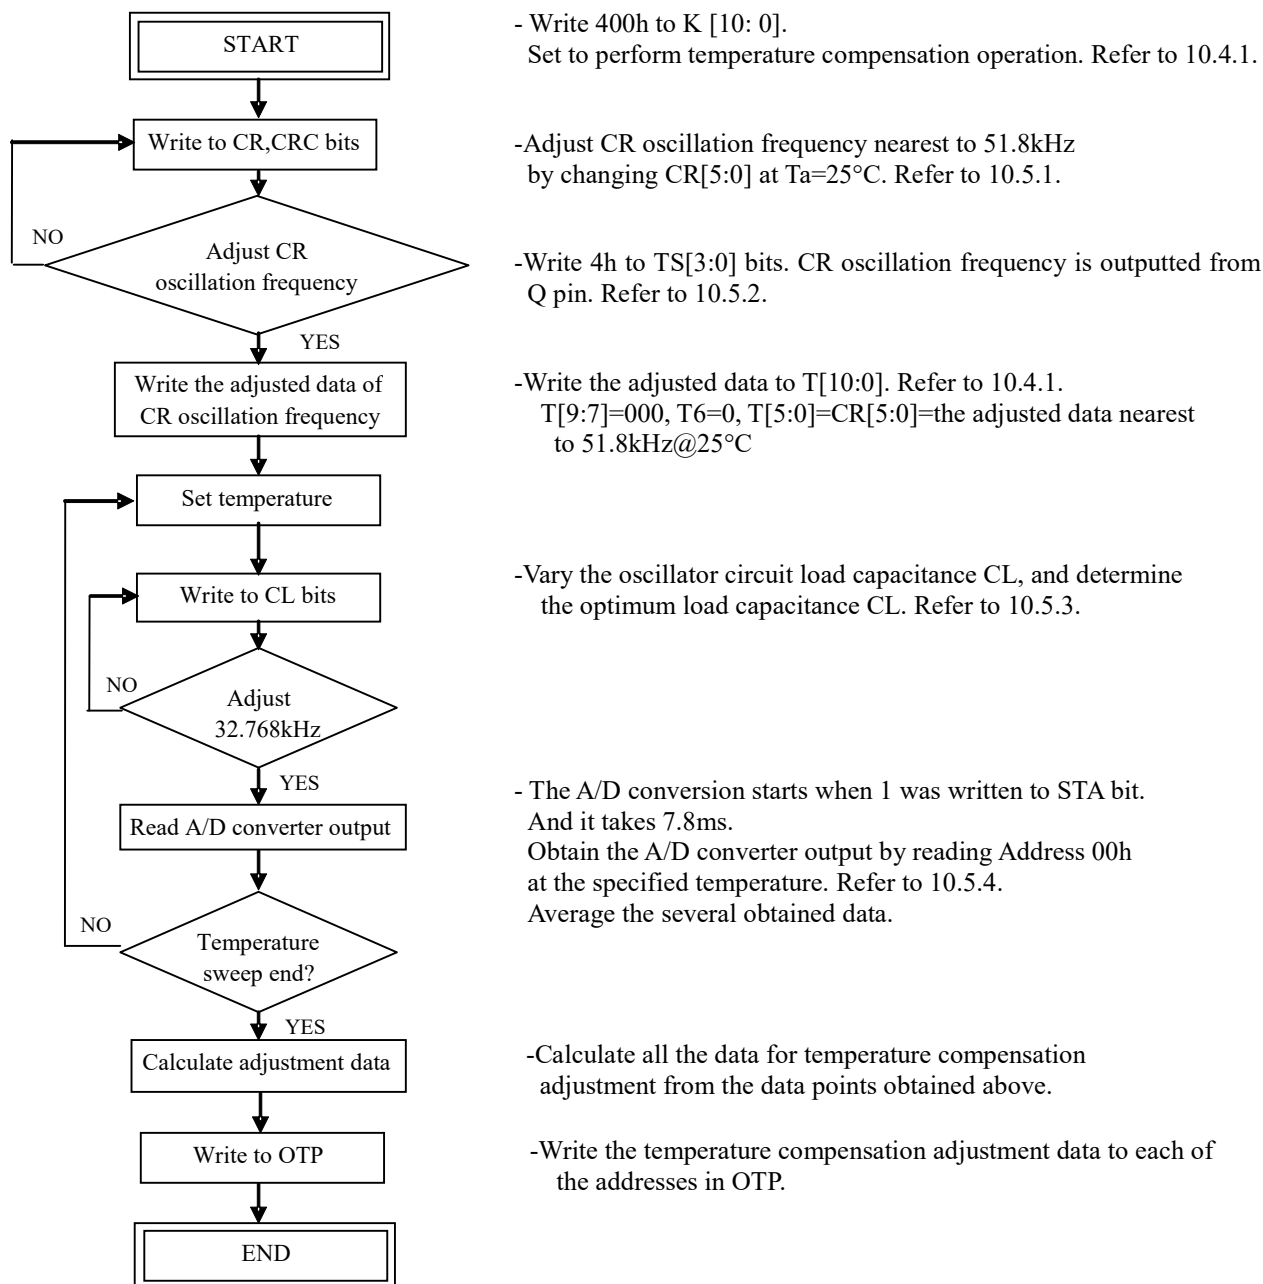 START
- Write 400h to K [10: 0].
Set to perform temperature compensation operation. Refer to 10.4.1.
Write to CR,CRC bits
-Adjust CR oscillation frequency nearest to 51.8kHz
by changing CR[5:0] at Ta=25°C. Refer to 10.5.1.
NO
Adjust CR
oscillation frequency
-Write 4h to TS[3:0] bits. CR oscillation frequency is outputted from
Q pin. Refer to 10.5.2.
YES
Write the adjusted data of
CR oscillation frequency
-Write the adjusted data to T[10:0]. Refer to 10.4.1.
T[9:7]=000, T6=0, T[5:0]=CR[5:0]=the adjusted data nearest
to 51.8kHz@25°C
Set temperature
Write to CL bits
-Vary the oscillator circuit load capacitance CL, and determine
the optimum load capacitance CL. Refer to 10.5.3.
NO
Adjust
32.768kHz
YES
Read A/D converter output
- The A/D conversion starts when 1 was written to STA bit.
And it takes 7.8ms.
Obtain the A/D converter output by reading Address 00h
at the specified temperature. Refer to 10.5.4.
Average the several obtained data.
NO
Temperature
sweep end?
YES
Calculate adjustment data
-Calculate all the data for temperature compensation
adjustment from the data points obtained above.
Write to OTP
-Write the temperature compensation adjustment data to each of
the addresses in OTP.
END